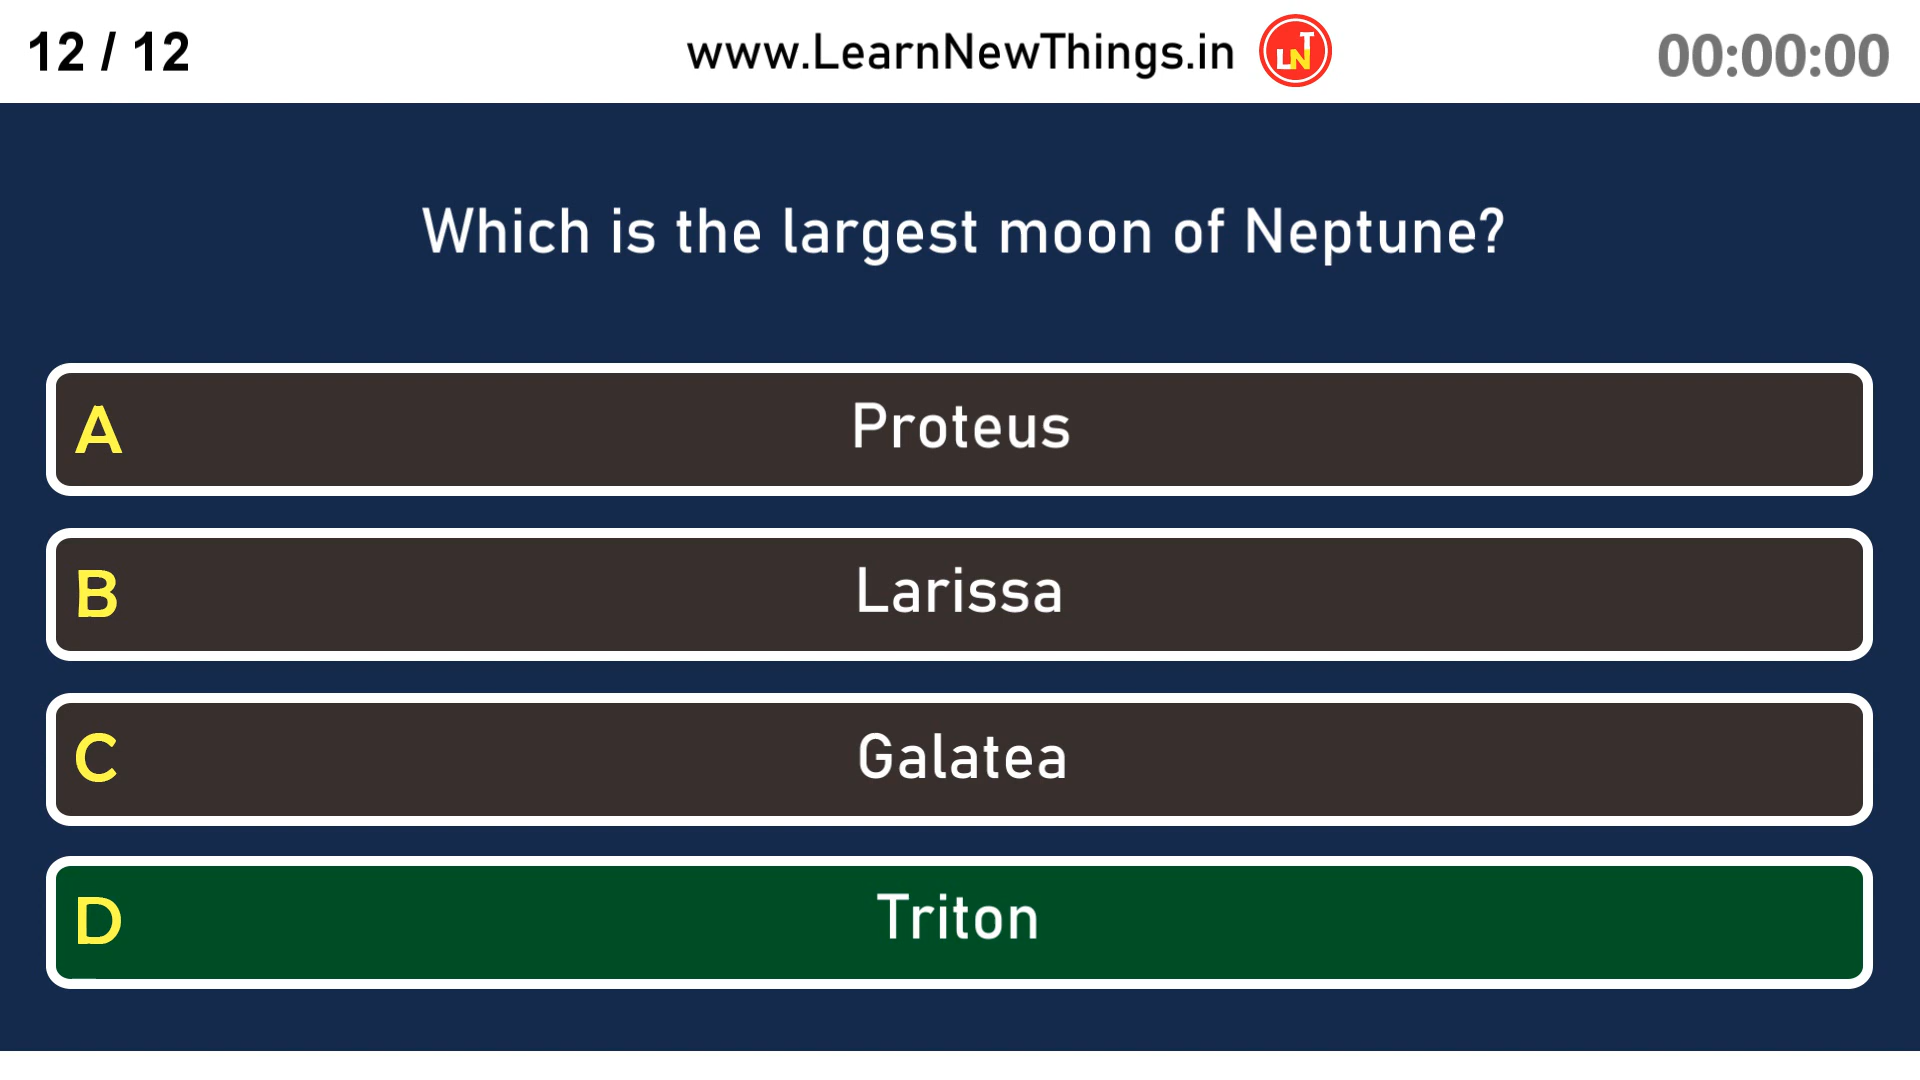 12 / 12
www.LearnNewThings.in
LNT
00:00:00
Which is the largest moon of Neptune?
A
Proteus
B
Larissa
C
Galatea
D
Triton